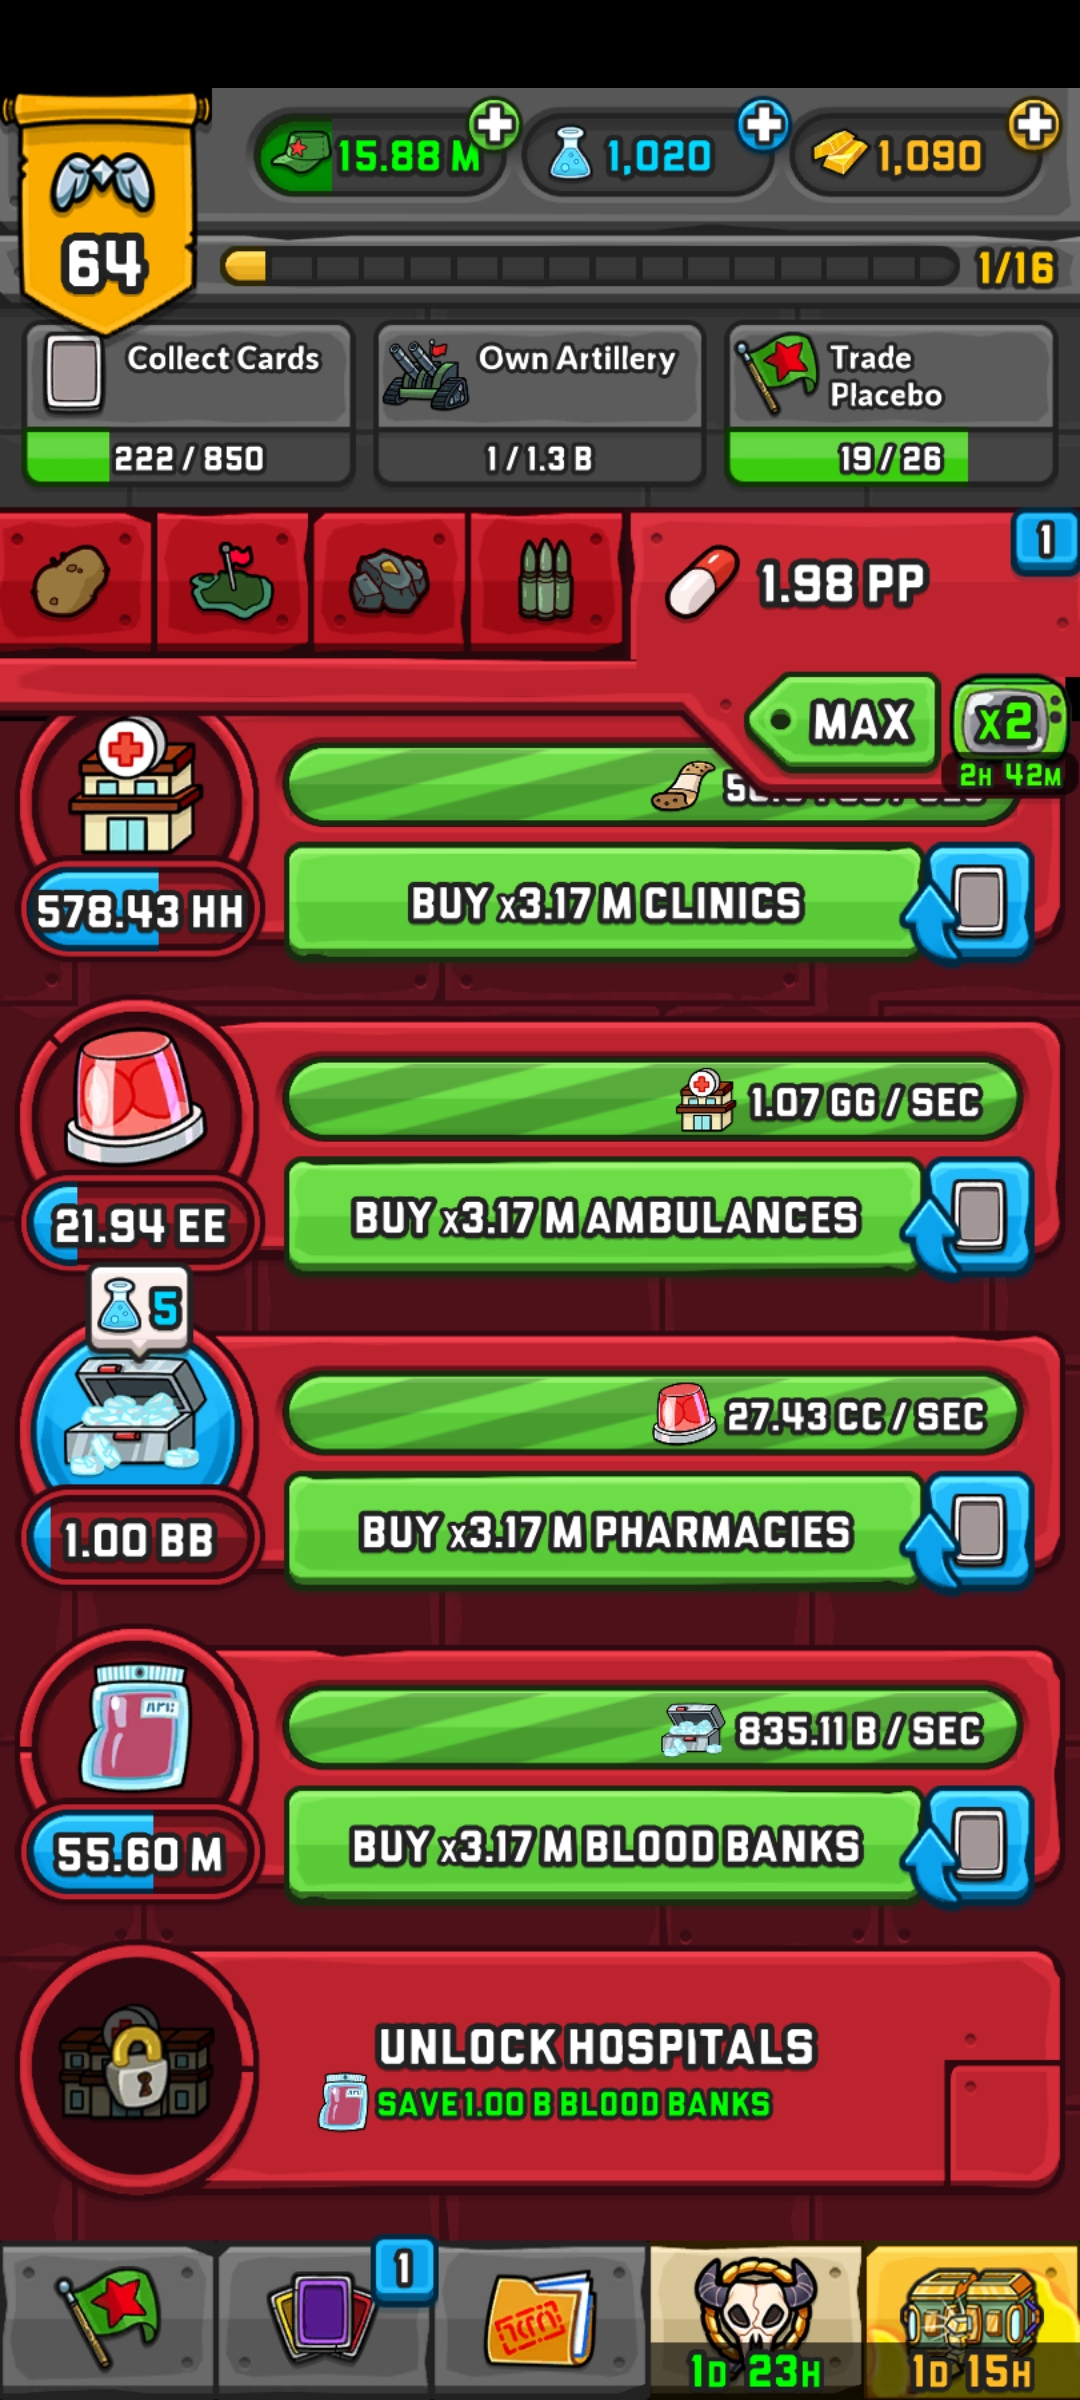 64
15.88 M
1,020
1,090
1/16
Collect Cards
222 / 850
Own Artillery
1 / 1.3 B
Trade
Placebo
19 / 26
1.98 PP
1
MAX
x2
2H 42M
578.43 HH
BUY x3.17 M CLINICS
1.07 GG / SEC
21.94 EE
BUY x3.17 M AMBULANCES
5
27.43 CC / SEC
1.00 BB
BUY x3.17 M PHARMACIES
835.11 B / SEC
55.60 M
BUY x3.17 M BLOOD BANKS
UNLOCK HOSPITALS
SAVE 1.00 B BLOOD BANKS
1
1D 23H
1D 15H